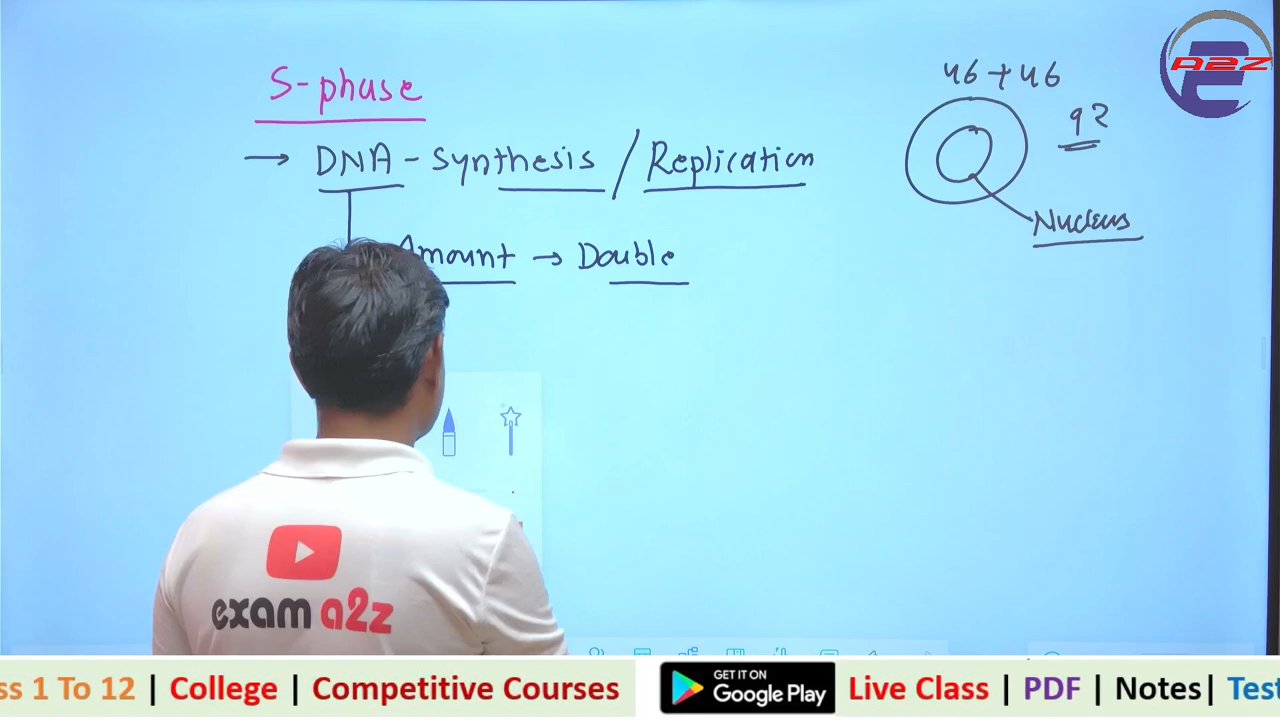 S-phase
→ DNA - Synthesis / Replication
Amount → Double
46 + 46
92
Nucleus
A2Z
exam a2z
ss 1 To 12 | College | Competitive Courses
GET IT ON
Google Play
Live Class | PDF | Notes | Test